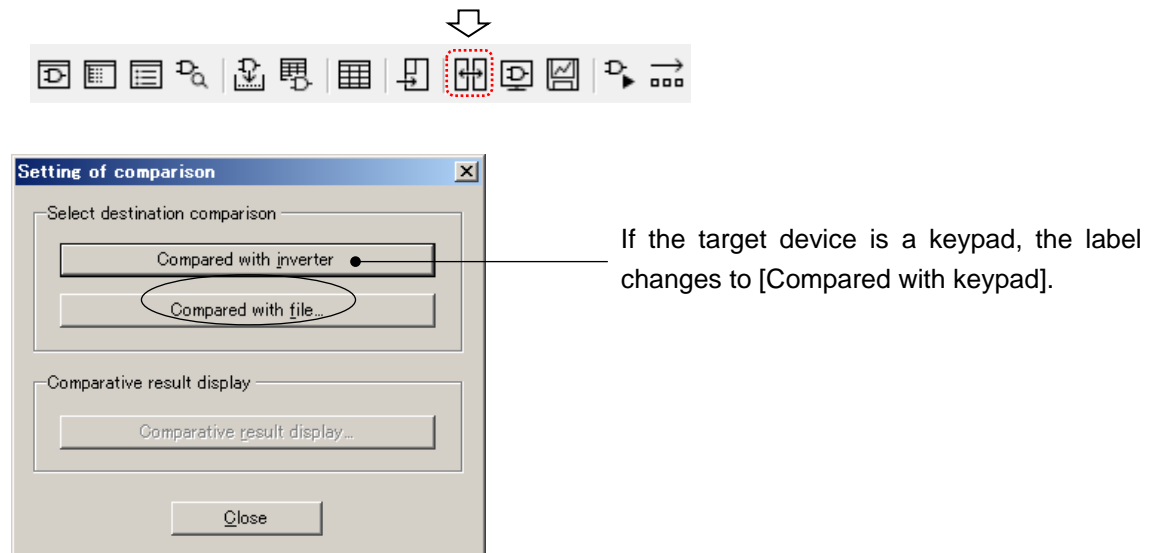 Setting of comparison
Select destination comparison
Compared with inverter
If the target device is a keypad, the label
changes to [Compared with keypad].
Compared with file...
Comparative result display
Comparative result display...
Close